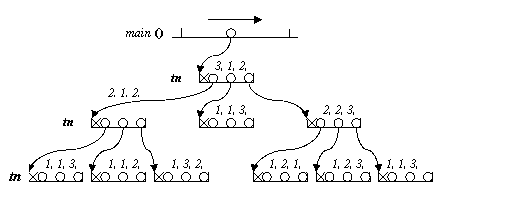 main ()
3, 1, 2,
tn
2, 1, 2,
tn 1, 1, 3, 2, 2, 3,
tn 1, 1, 3, 1, 1, 2, 1, 3, 2, 1, 2, 1, 1, 2, 3, 1, 1, 3,